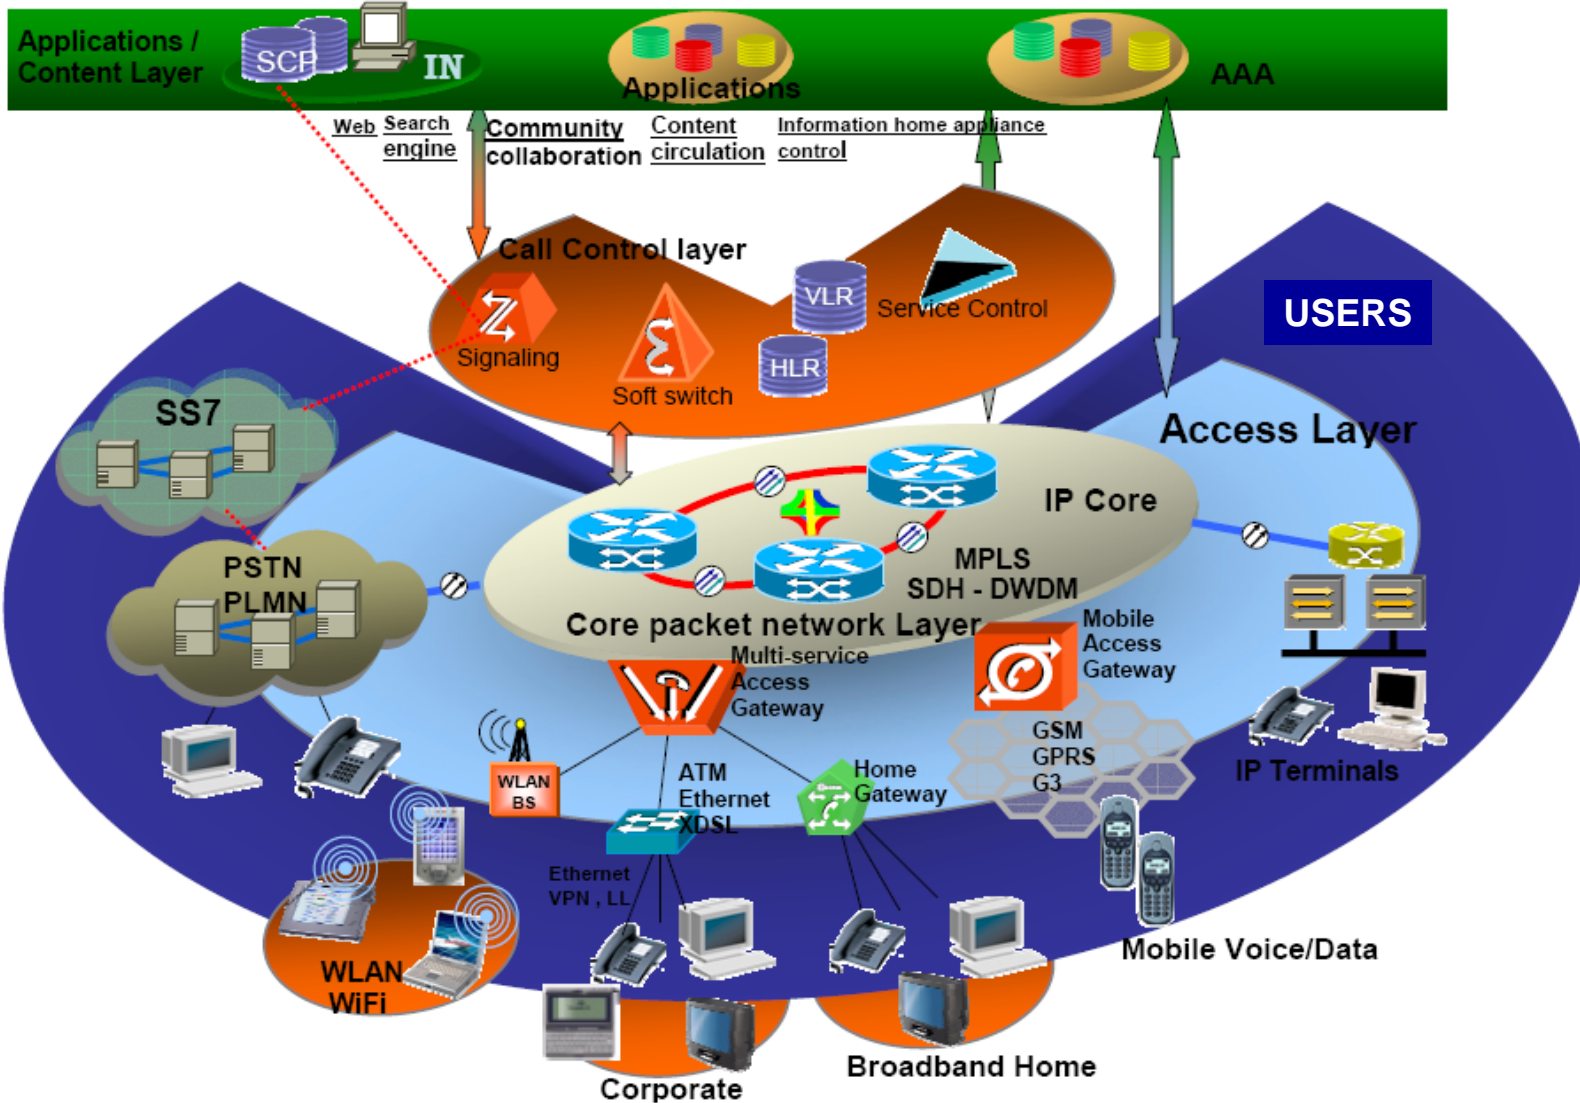 Applications /
Content Layer
SCP
IN
Applications
AAA
Web
Search
engine
Community
collaboration
Content
circulation
Information home appliance
control
Call Control layer
VLR
Service Control
USERS
Signaling
HLR
Soft switch
SS7
Access Layer
IP Core
PSTN
PLMN
MPLS
SDH - DWDM
Core packet network Layer
Mobile
Access
Gateway
Multi-service
Access
Gateway
GSM
GPRS
G3
IP Terminals
WLAN
BS
ATM
Ethernet
XDSL
Home
Gateway
Ethernet
VPN , LL
WLAN
WiFi
Mobile Voice/Data
Broadband Home
Corporate